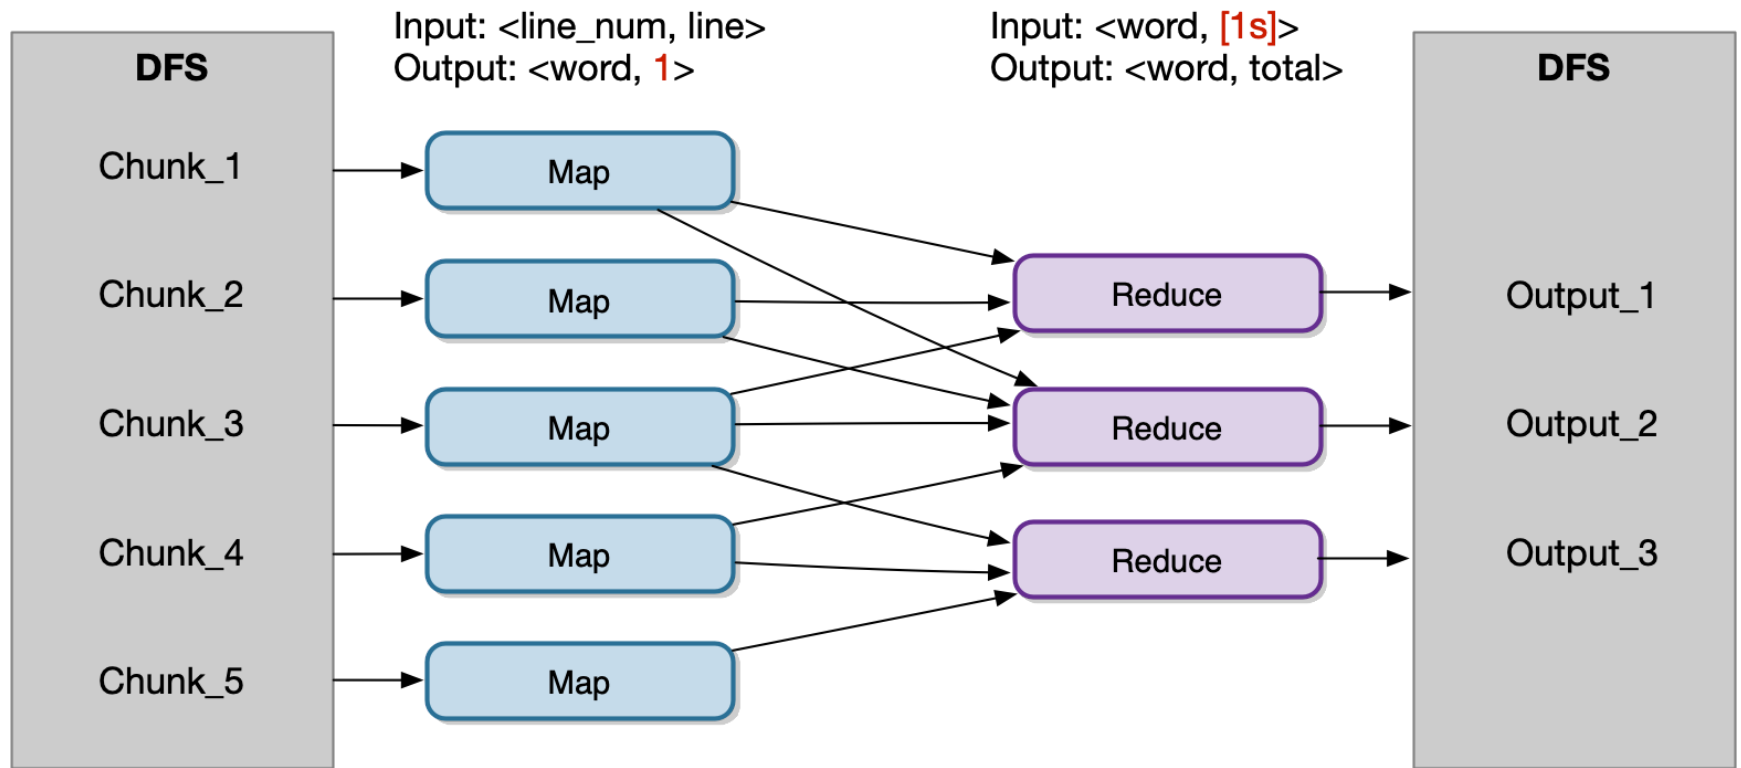 DFS
Chunk_1
Chunk_2
Chunk_3
Chunk_4
Chunk_5
Input: <line_num, line>
Output: <word, 1>
Map
Map
Map
Map
Map
Input: <word, [1s]>
Output: <word, total>
Reduce
Reduce
Reduce
DFS
Output_1
Output_2
Output_3